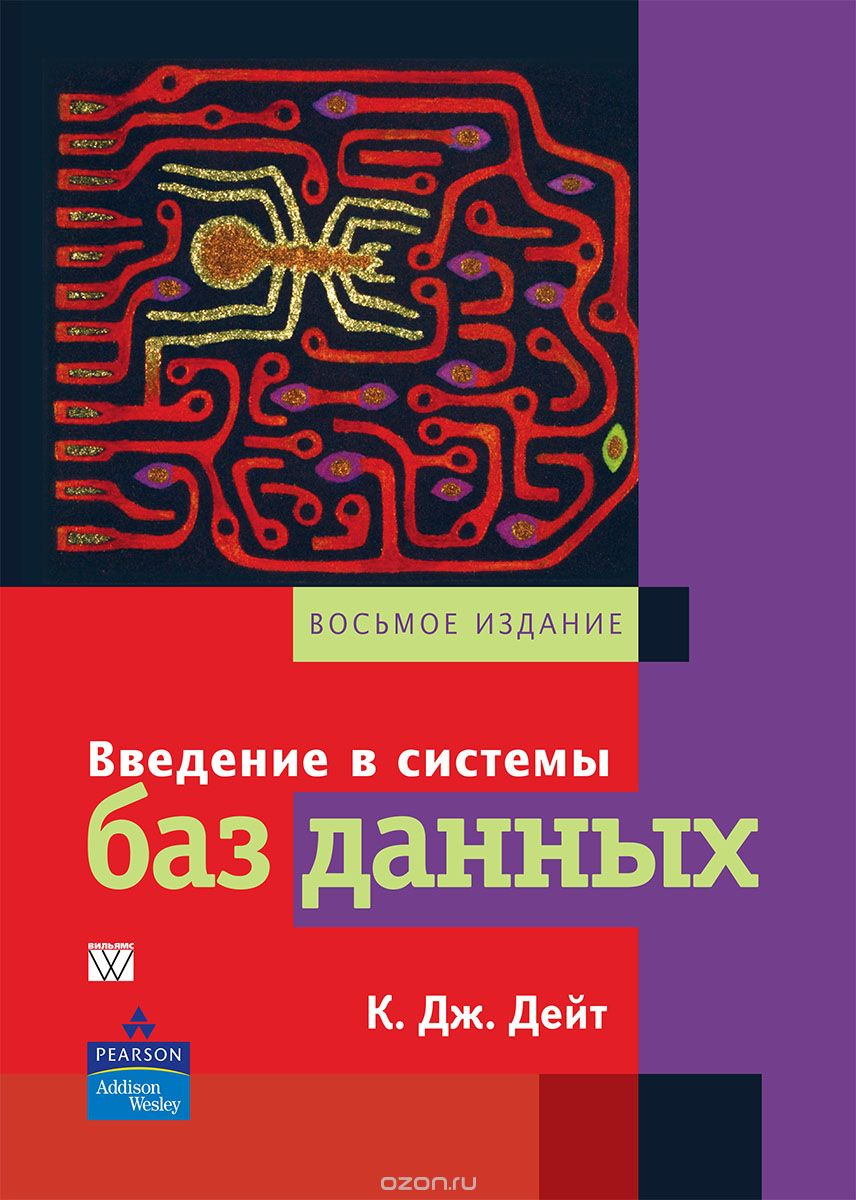 ВОСЬМОЕ ИЗДАНИЕ
Введение в системы
баз данных
ВИЛЬЯМС
W
К. Дж. Дейт
PEARSON
Addison
Wesley
ozon.ru